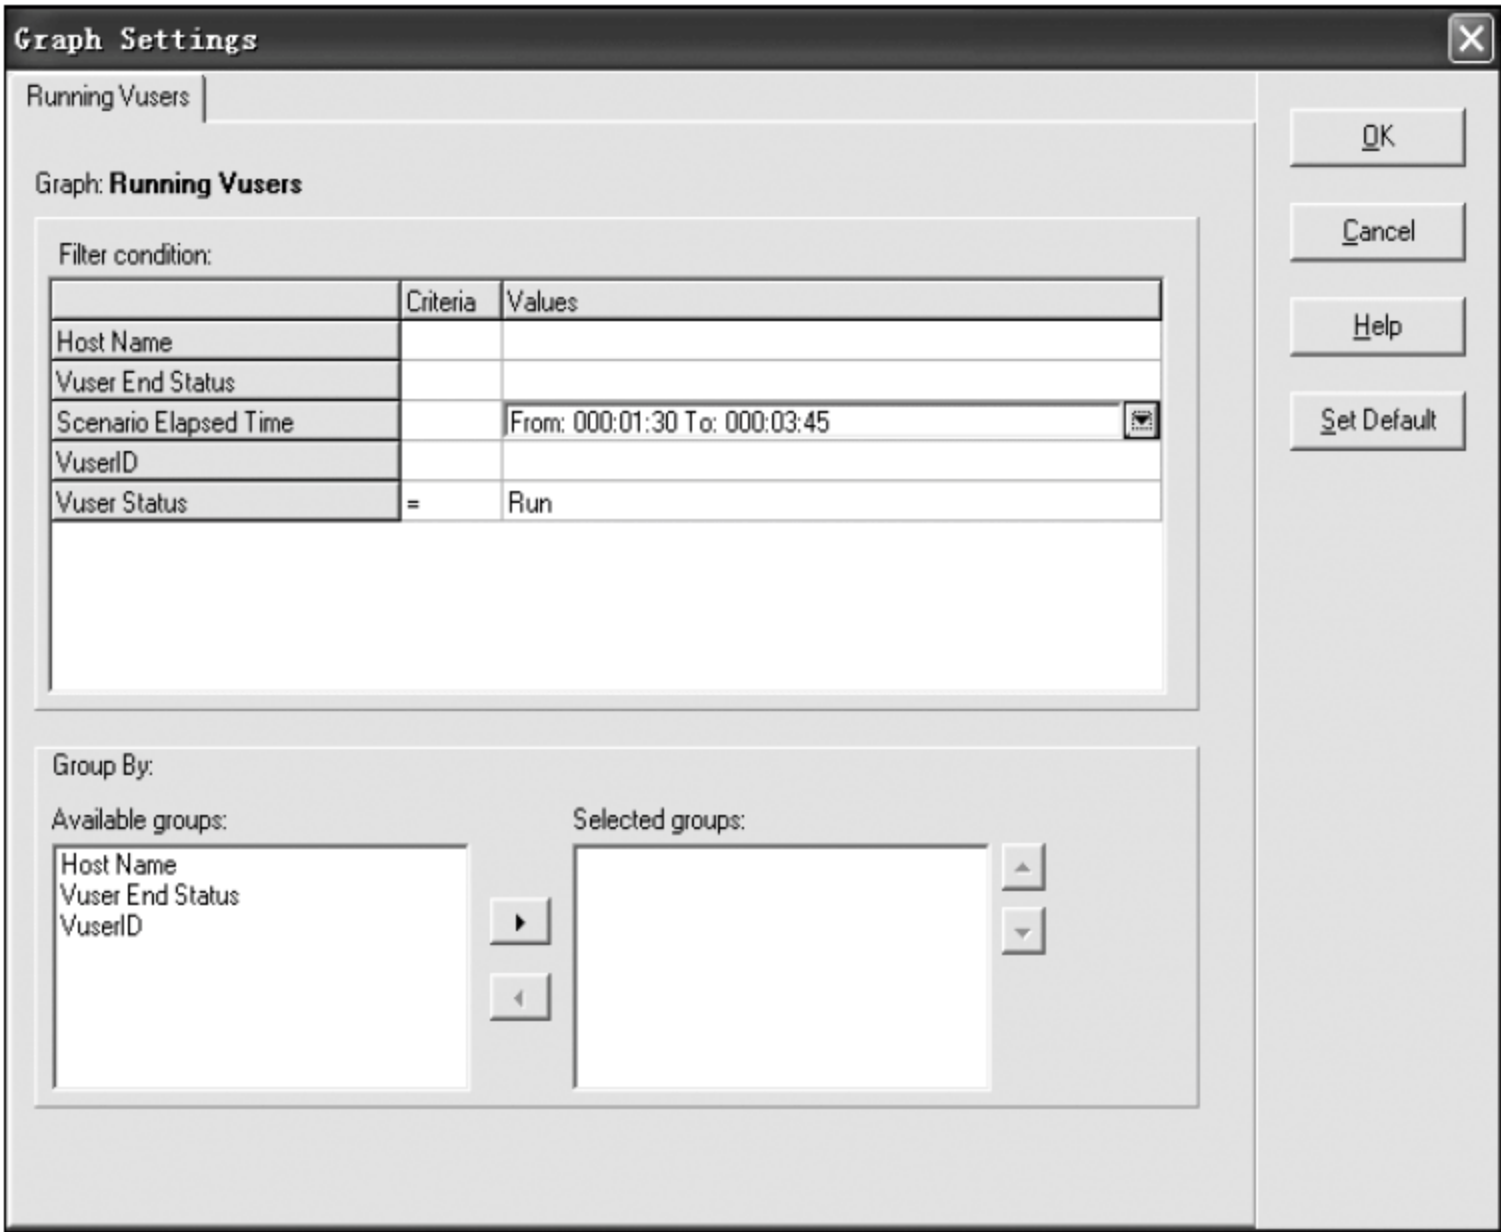 Graph Settings
Running Vusers
Graph: Running Vusers
Filter condition:
Criteria Values
Host Name
Vuser End Status
Scenario Elapsed Time From: 000:01:30 To: 000:03:45
VuserID
Vuser Status = Run
Group By:
Available groups:
Host Name
Vuser End Status
VuserID
Selected groups:
OK
Cancel
Help
Set Default